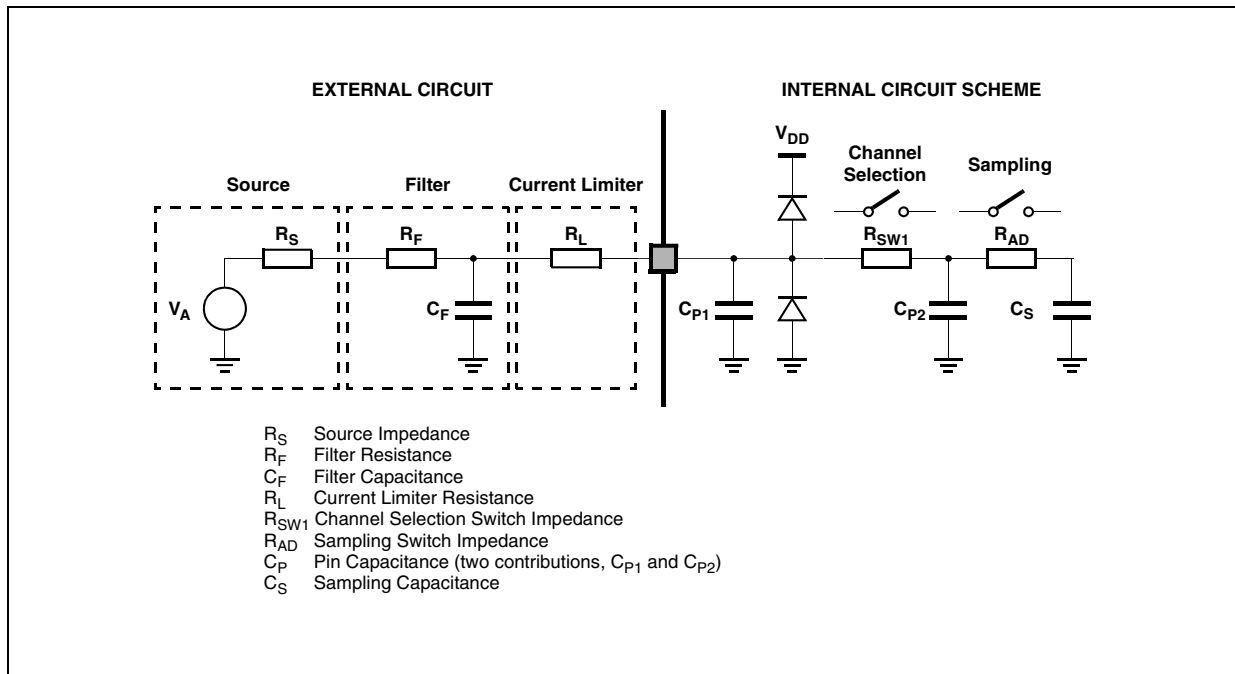 EXTERNAL CIRCUIT
INTERNAL CIRCUIT SCHEME
VDD
Channel
Selection
Sampling
Source
Filter
Current Limiter
RS
RF
RL
RSW1
RAD
VA
CF
CP1
CP2
CS
RS Source Impedance
RF Filter Resistance
CF Filter Capacitance
RL Current Limiter Resistance
RSW1 Channel Selection Switch Impedance
RAD Sampling Switch Impedance
CP Pin Capacitance (two contributions, CP1 and CP2)
CS Sampling Capacitance